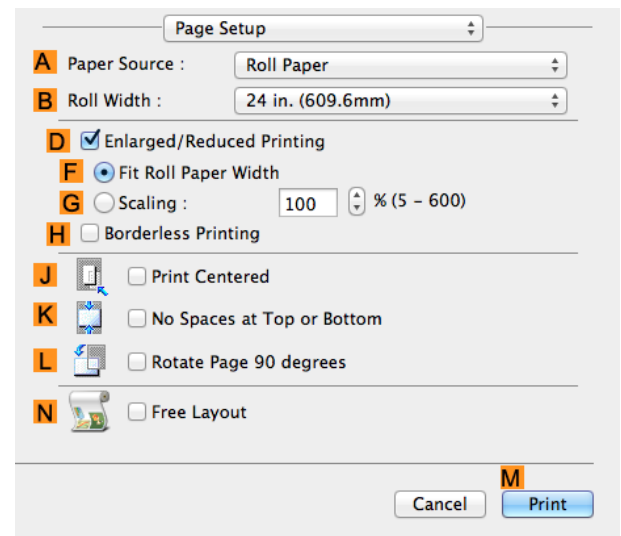 Page Setup
A Paper Source : Roll Paper
B Roll Width : 24 in. (609.6mm)
D Enlarged/Reduced Printing
F Fit Roll Paper Width
G Scaling : 100 % (5 - 600)
H Borderless Printing
J Print Centered
K No Spaces at Top or Bottom
L Rotate Page 90 degrees
N Free Layout
M
Cancel Print